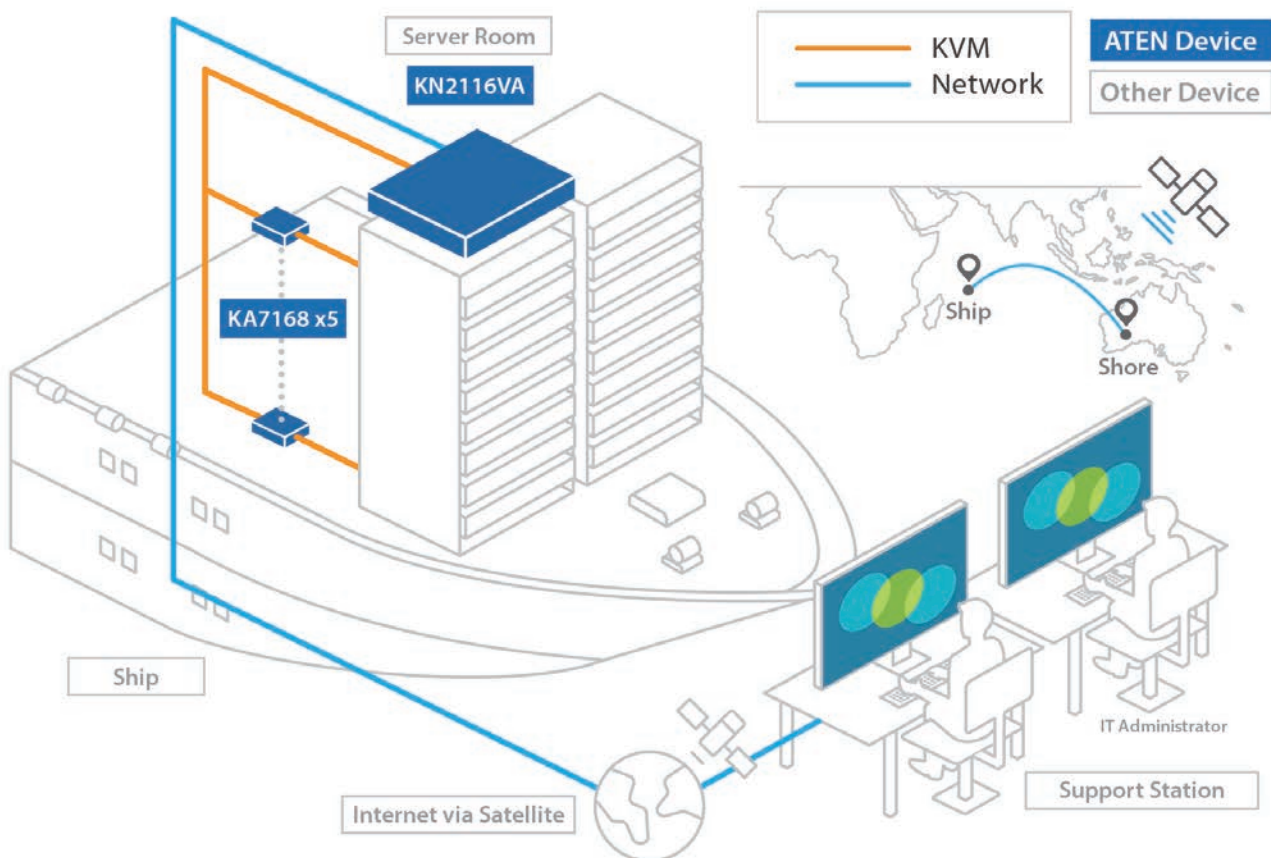 Server Room
KN2116VA
KVM
Network
ATEN Device
Other Device
KA7168 x5
Ship
Shore
Ship
IT Administrator
Support Station
Internet via Satellite